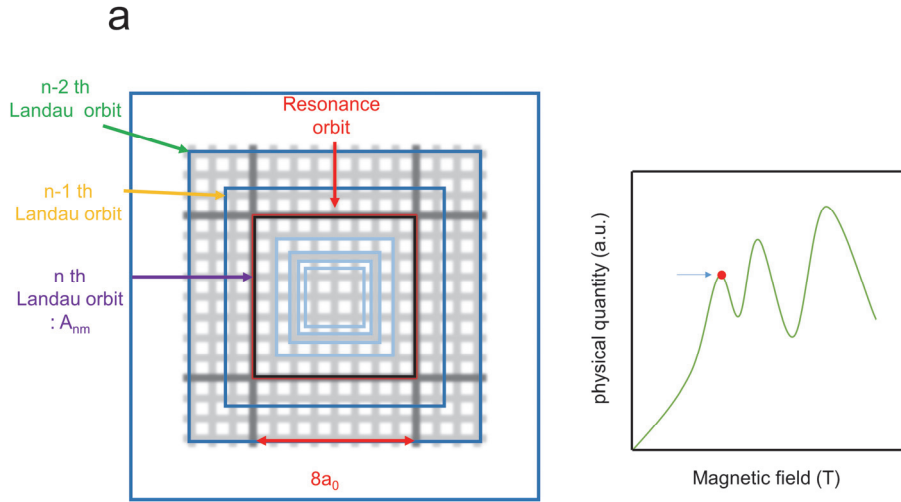 a
n-2 th
Landau orbit
n-1 th
Landau orbit
n th
Landau orbit
: Anm
Resonance
orbit
8a0
physical quantity (a.u.)
Magnetic field (T)